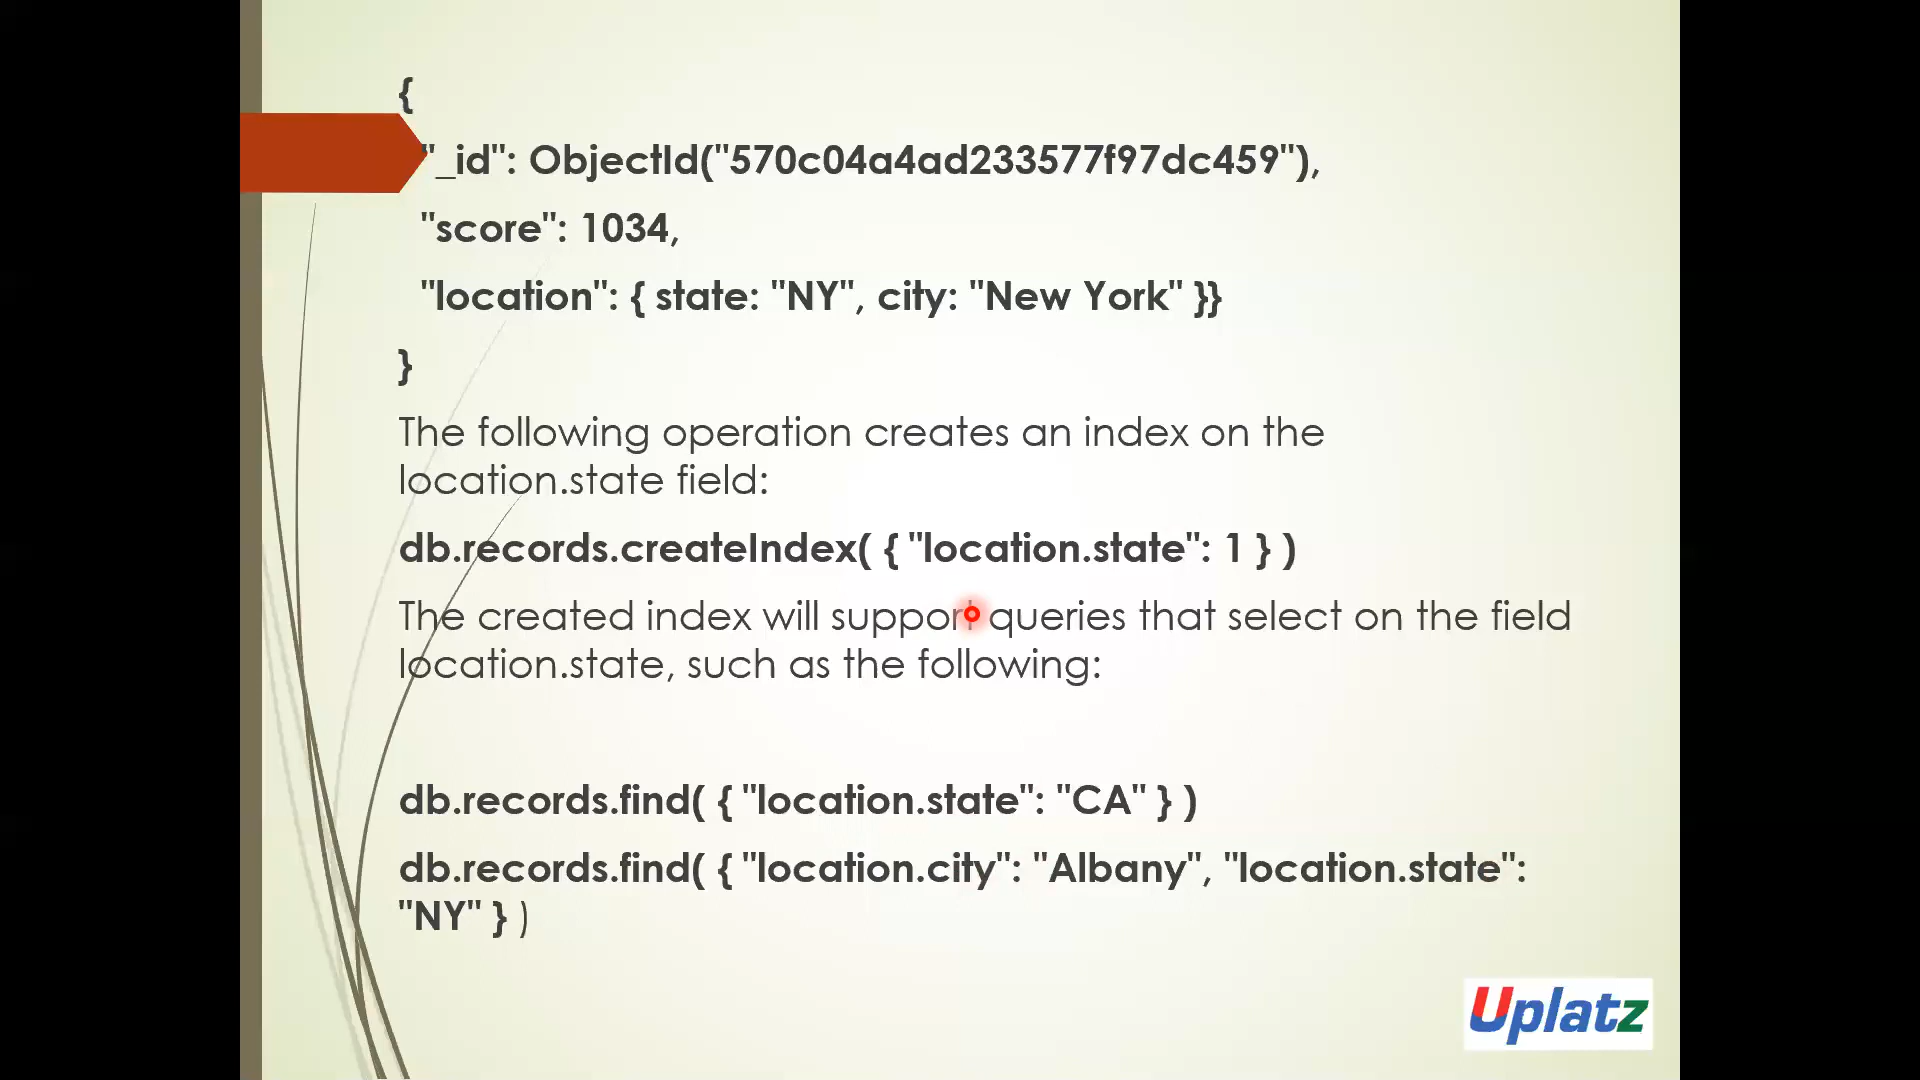 {
"_id": ObjectId("570c04a4ad233577f97dc459"),
"score": 1034,
"location": { state: "NY", city: "New York" }}
}
The following operation creates an index on the
location.state field:
db.records.createIndex( { "location.state": 1 } )
The created index will support queries that select on the field
location.state, such as the following:
db.records.find( { "location.state": "CA" } )
db.records.find( { "location.city": "Albany", "location.state":
"NY" } )
Uplatz